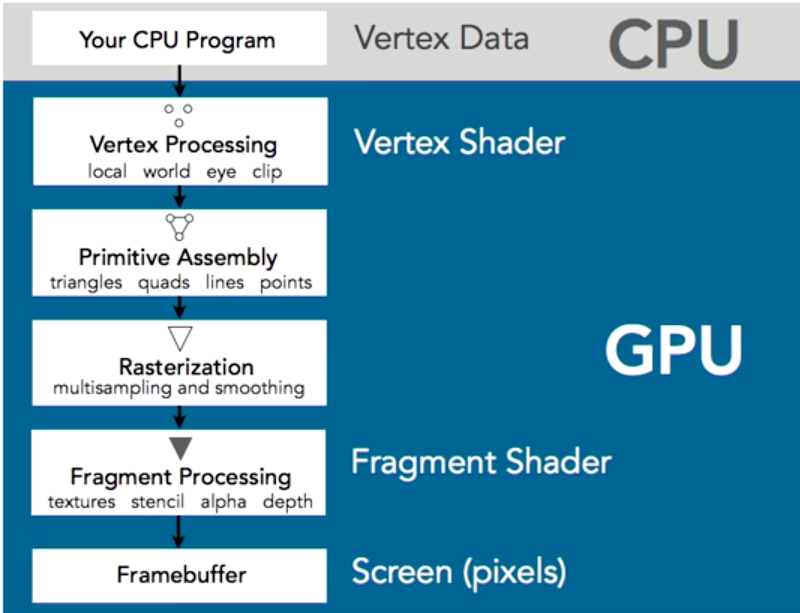 Your CPU Program
Vertex Data
CPU
Vertex Processing
local world eye clip
Vertex Shader
Primitive Assembly
triangles quads lines points
Rasterization
multisampling and smoothing
GPU
Fragment Processing
textures stencil alpha depth
Fragment Shader
Framebuffer
Screen (pixels)